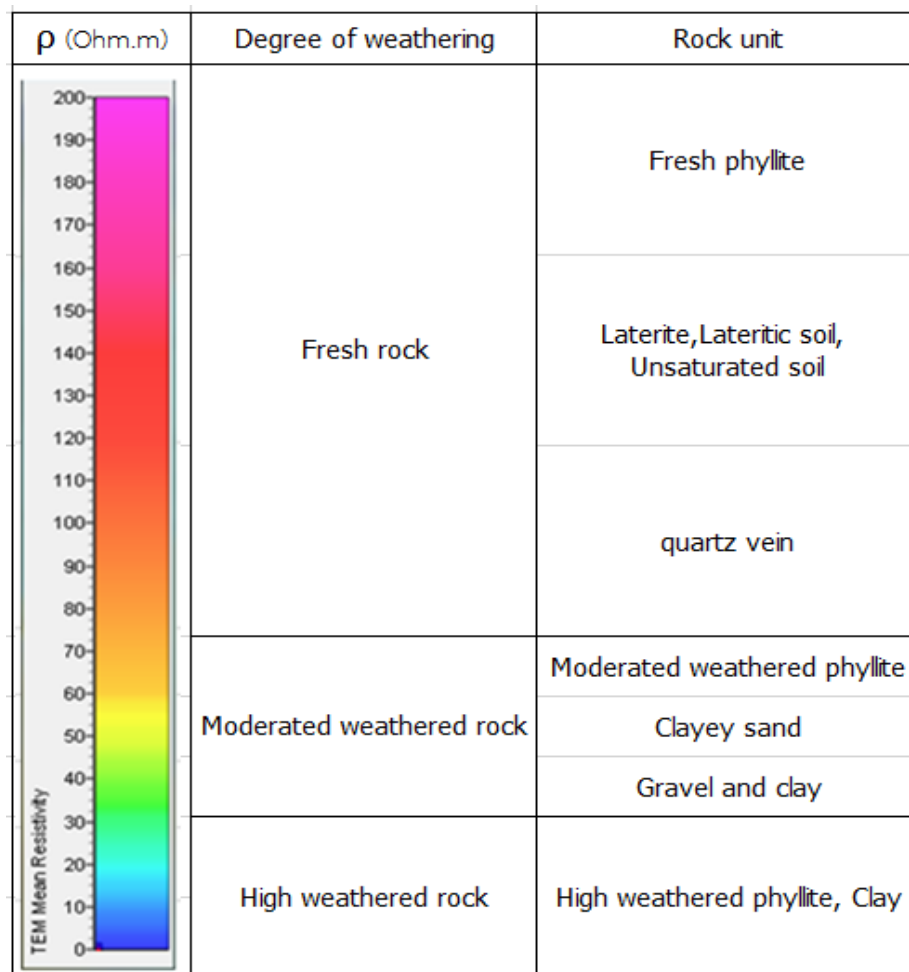 ρ (Ohm.m) Degree of weathering Rock unit
200
190
180
170
160
150
140
130
120
110
100
90
80
70
60
50
40
30
20
10
0
TEM Mean Resistivity
Fresh rock
Fresh phyllite
Laterite,Lateritic soil,
Unsaturated soil
quartz vein
Moderated weathered rock
Moderated weathered phyllite
Clayey sand
Gravel and clay
High weathered rock
High weathered phyllite, Clay